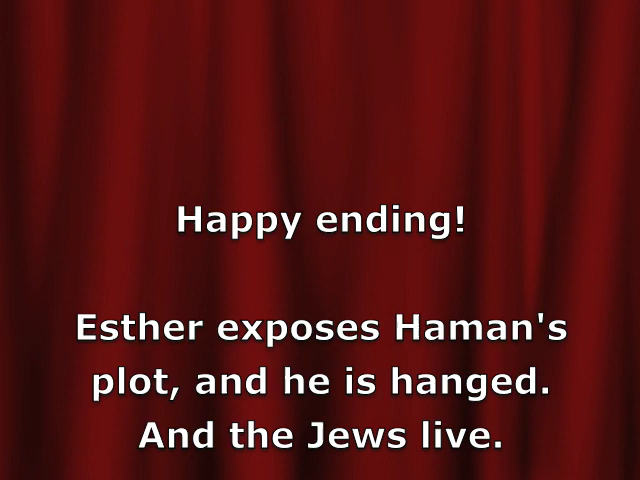 Happy ending!
Esther exposes Haman's
plot, and he is hanged.
And the Jews live.